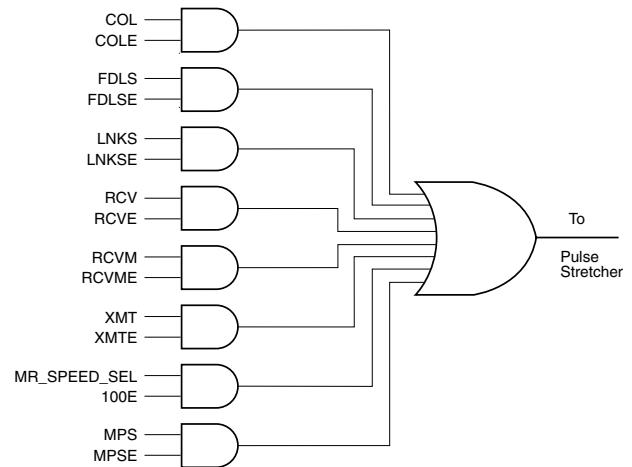 COL
COLE
FDLS
FDLSE
LNKS
LNKSE
RCV
RCVE
RCVM
RCVME
XMT
XMTE
MR_SPEED_SEL
100E
MPS
MPSE
To
Pulse
Stretcher